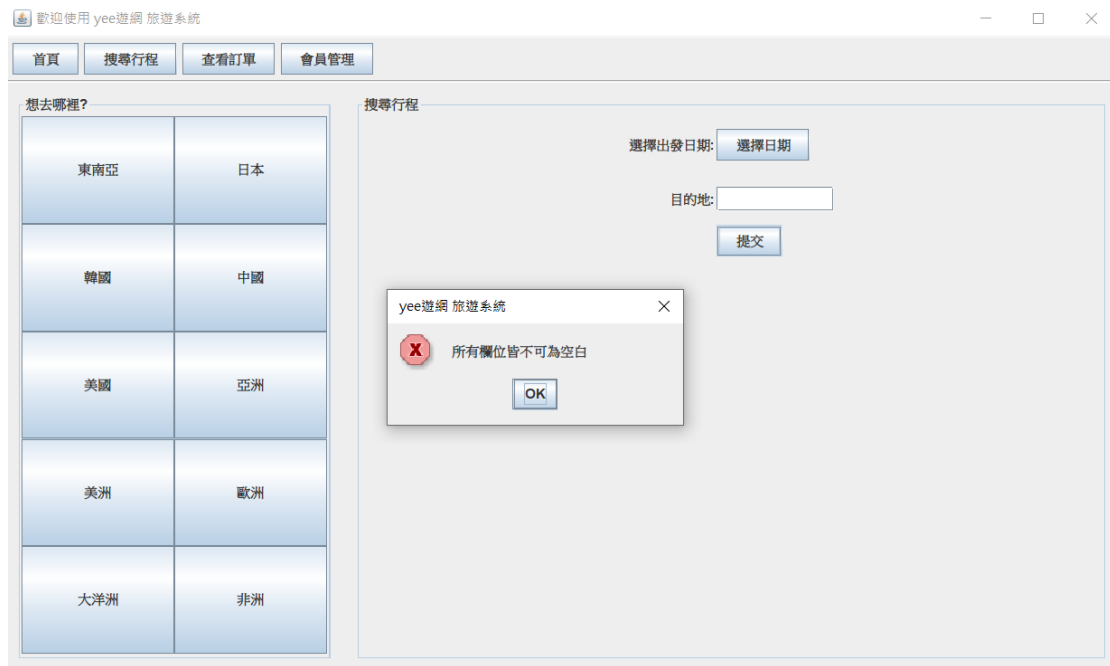 歡迎使用 yee遊網 旅遊系統
首頁 搜尋行程 查看訂單 會員管理
想去哪裡?
東南亞 日本
韓國 中國
美國 亞洲
美洲 歐洲
大洋洲 非洲
搜尋行程
選擇出發日期: 選擇日期
目的地:
提交
yee遊網 旅遊系統
X
所有欄位皆不可為空白
OK